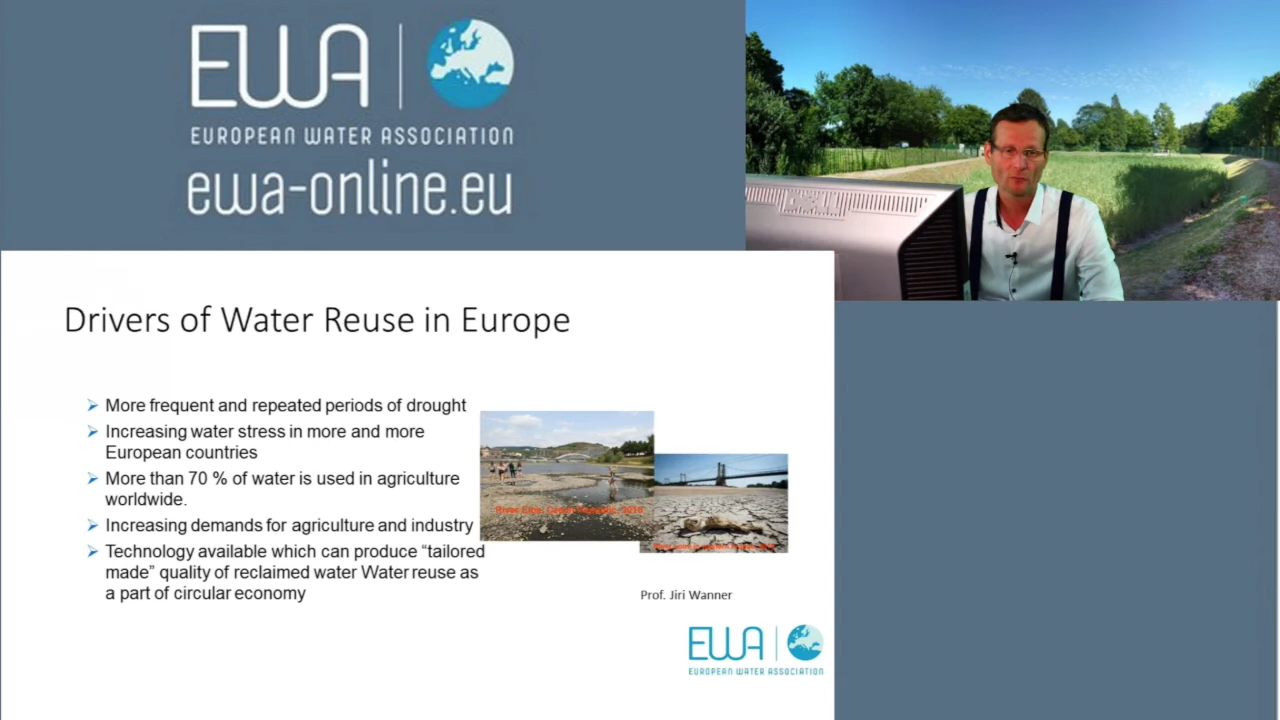 EWA
EUROPEAN WATER ASSOCIATION
ewa-online.eu
Drivers of Water Reuse in Europe
More frequent and repeated periods of drought
Increasing water stress in more and more
European countries
More than 70 % of water is used in agriculture
worldwide.
Increasing demands for agriculture and industry
Technology available which can produce “tailored
made” quality of reclaimed water Water reuse as
a part of circular economy
Prof. Jiri Wanner
EWA
EUROPEAN WATER ASSOCIATION